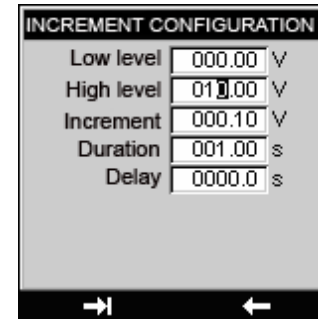 INCREMENT CONFIGURATION
Low level 000.00 V
High level 010.00 V
Increment 000.10 V
Duration 001.00 s
Delay 0000.0 s